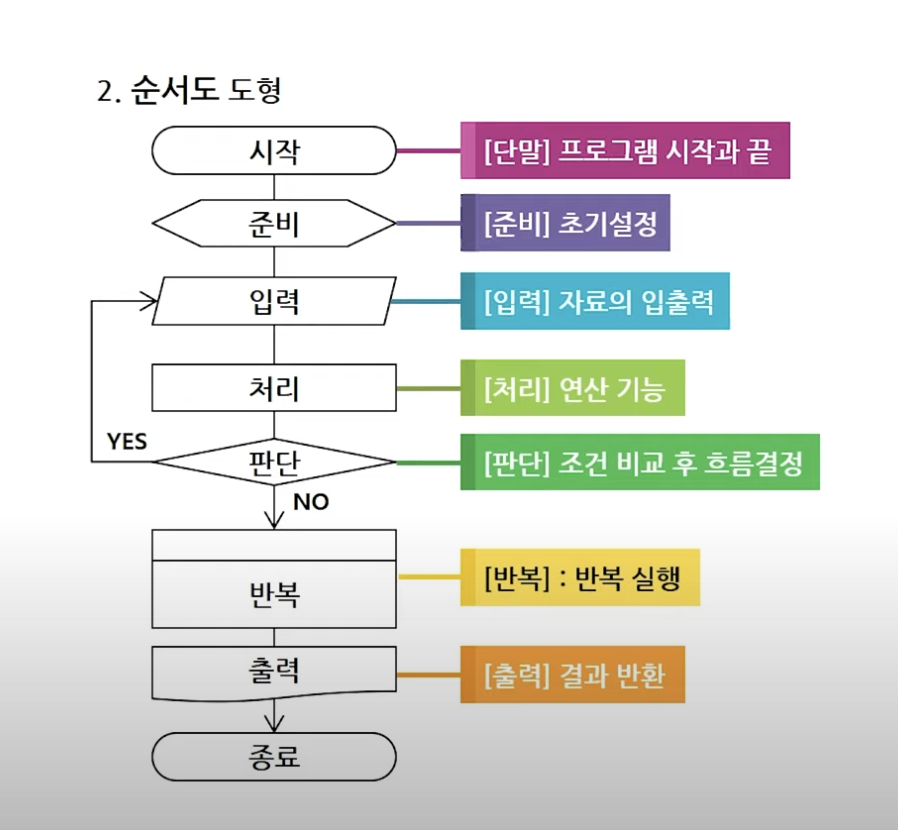 2. 순서도 도형
시작
[단말] 프로그램 시작과 끝
준비
[준비] 초기설정
입력
[입력] 자료의 입출력
처리
[처리] 연산 기능
YES
판단
[판단] 조건 비교 후 흐름결정
NO
반복
[반복] : 반복 실행
출력
[출력] 결과 반환
종료